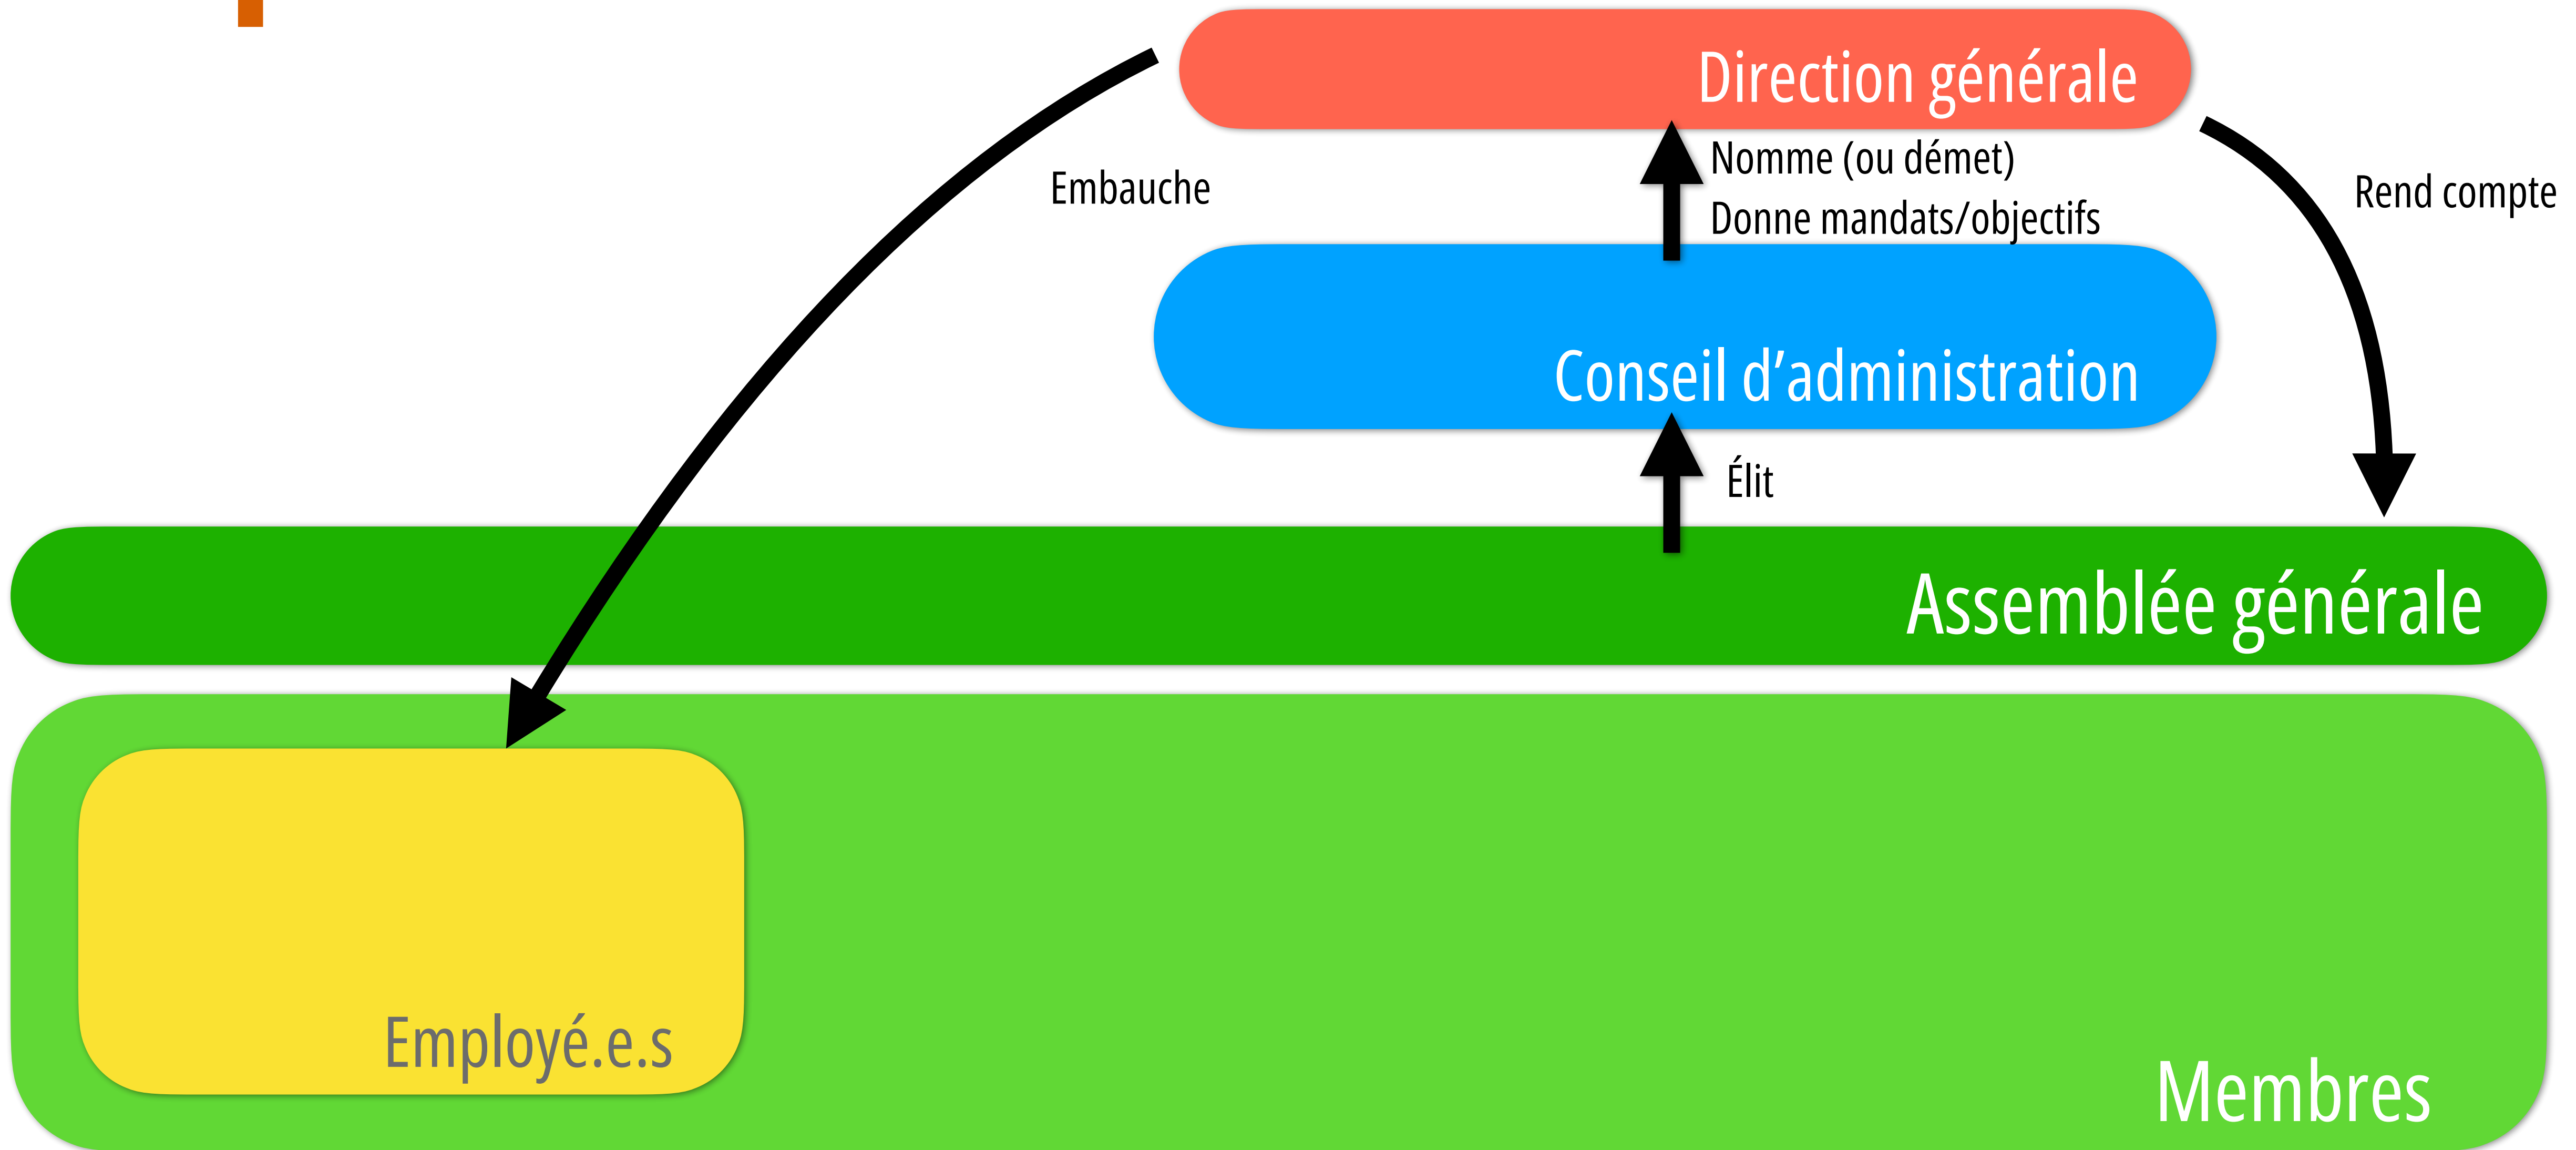 Direction générale
Nomme (ou démet)
Donne mandats/objectifs
Embauche
Rend compte
Conseil d’administration
Élit
Assemblée générale
Employé.e.s
Membres